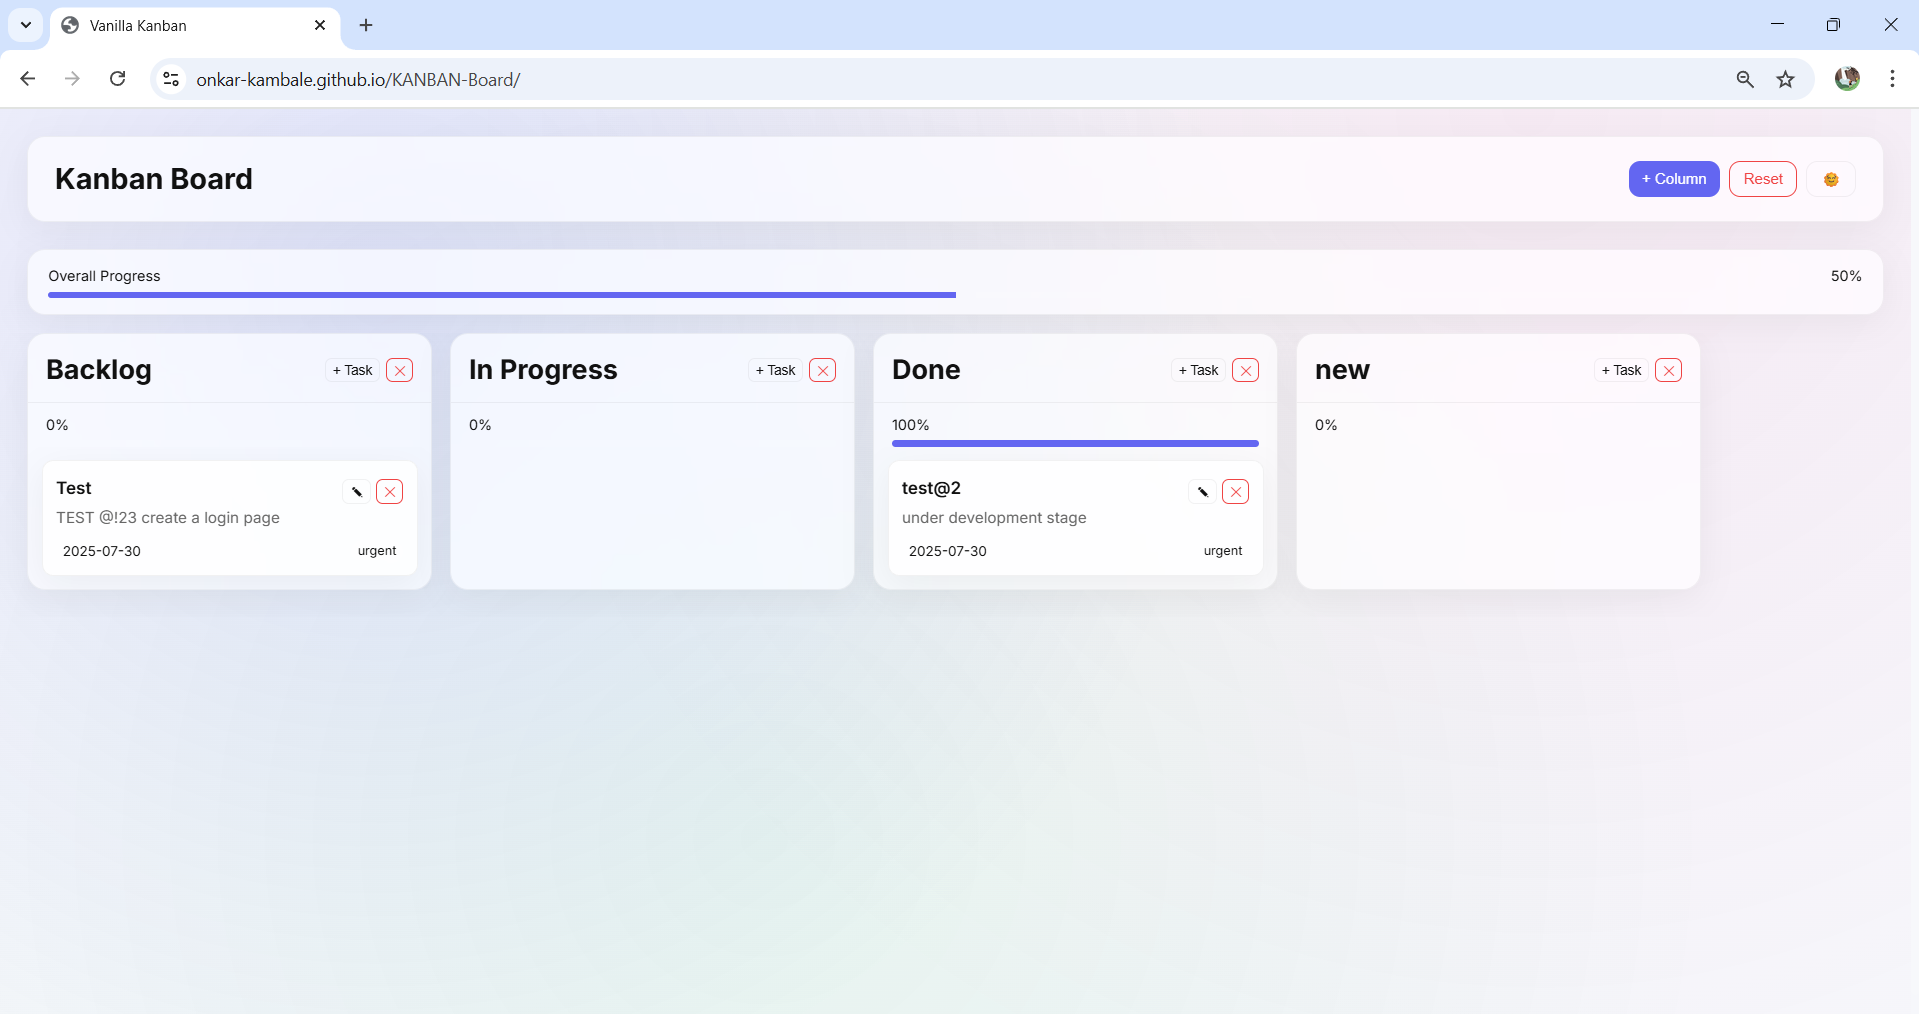 Vanilla Kanban
onkar-kambale.github.io/KANBAN-Board/
Kanban Board
+ Column
Reset
Overall Progress
50%
Backlog
+ Task
0%
Test
TEST @!23 create a login page
2025-07-30
urgent
In Progress
+ Task
0%
Done
+ Task
100%
test@2
under development stage
2025-07-30
urgent
new
+ Task
0%